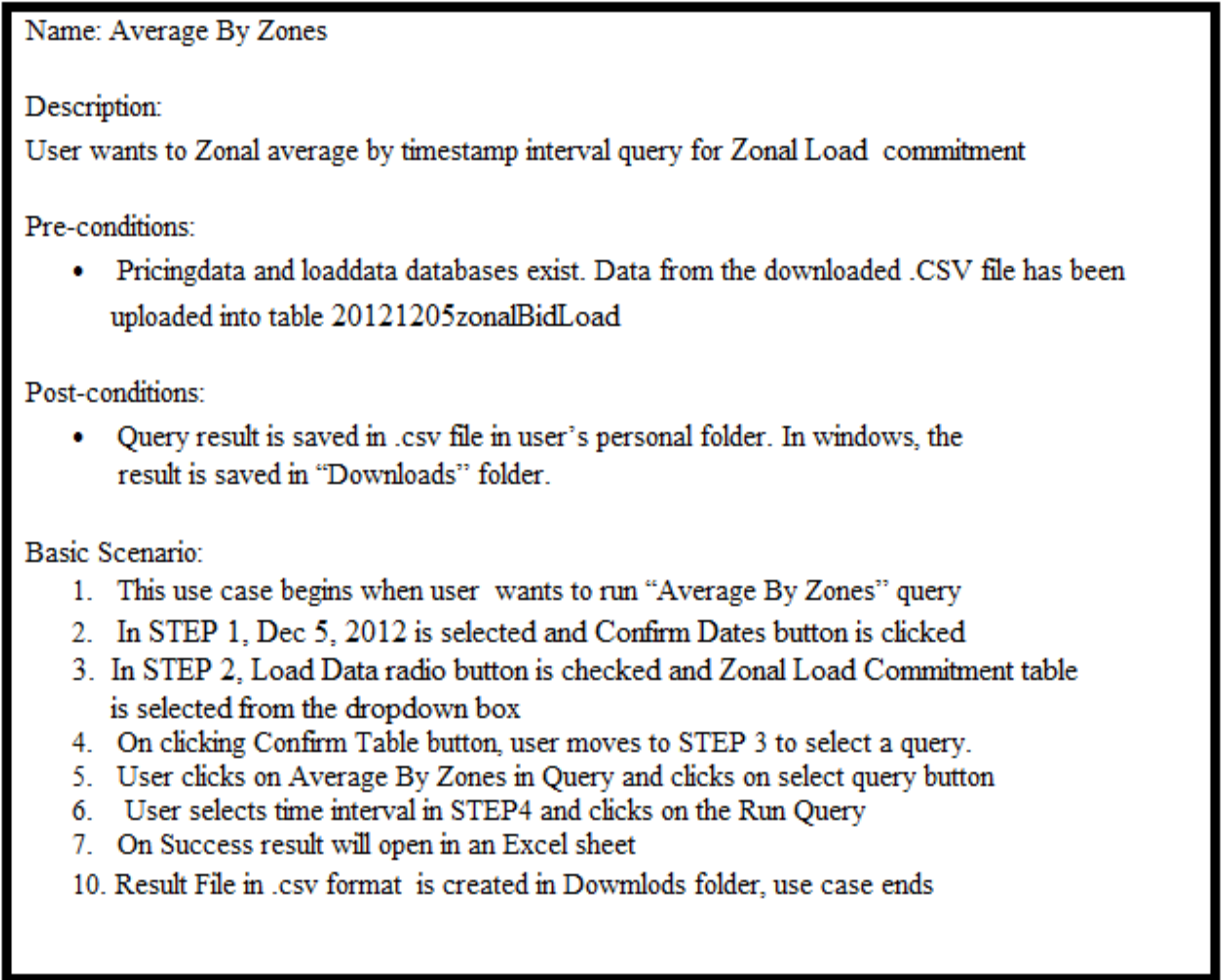 Name: Average By Zones
Description:
User wants to Zonal average by timestamp interval query for Zonal Load commitment
Pre-conditions:
• Pricingdata and loaddata databases exist. Data from the downloaded .CSV file has been
uploaded into table 20121205zonalBidLoad
Post-conditions:
• Query result is saved in .csv file in user’s personal folder. In windows, the
result is saved in “Downloads” folder.
Basic Scenario:
1. This use case begins when user wants to run “Average By Zones” query
2. In STEP 1, Dec 5, 2012 is selected and Confirm Dates button is clicked
3. In STEP 2, Load Data radio button is checked and Zonal Load Commitment table
is selected from the dropdown box
4. On clicking Confirm Table button, user moves to STEP 3 to select a query.
5. User clicks on Average By Zones in Query and clicks on select query button
6. User selects time interval in STEP4 and clicks on the Run Query
7. On Success result will open in an Excel sheet
10. Result File in .csv format is created in Dowmlods folder, use case ends